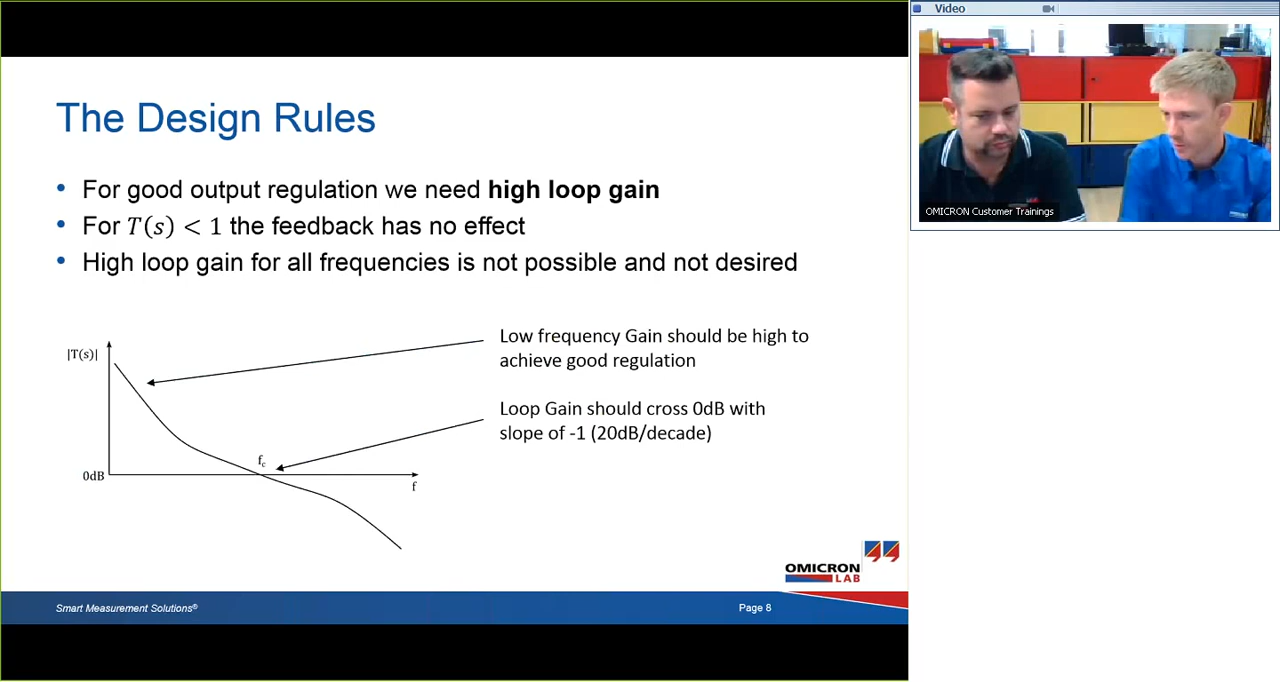 Video
OMICRON Customer Trainings
The Design Rules
• For good output regulation we need high loop gain
• For T(s) < 1 the feedback has no effect
• High loop gain for all frequencies is not possible and not desired
Low frequency Gain should be high to
achieve good regulation
Loop Gain should cross 0dB with
slope of -1 (20dB/decade)
|T(s)|
fc
0dB
f
OMICRON
LAB
Smart Measurement Solutions®
Page 8